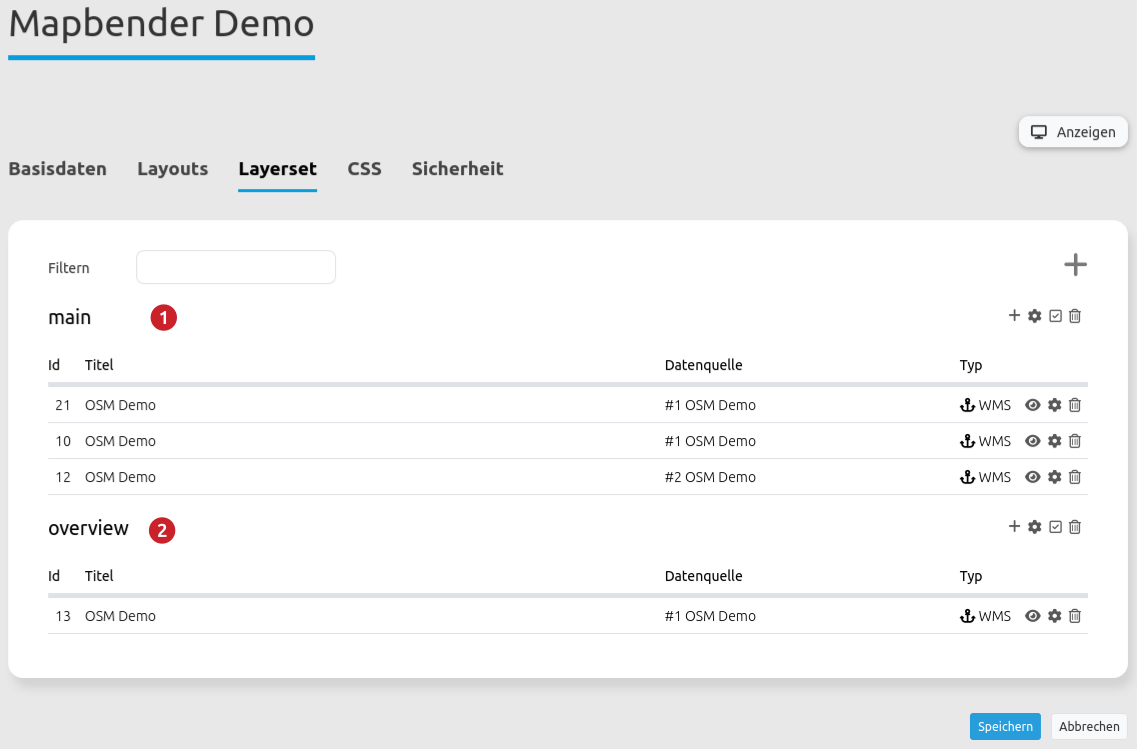 Mapbender Demo
Anzeigen
Basisdaten Layouts Layerset CSS Sicherheit
Filtern
main 1
Id Titel Datenquelle Typ
21 OSM Demo #1 OSM Demo WMS
10 OSM Demo #1 OSM Demo WMS
12 OSM Demo #2 OSM Demo WMS
overview 2
Id Titel Datenquelle Typ
13 OSM Demo #1 OSM Demo WMS
Speichern Abbrechen